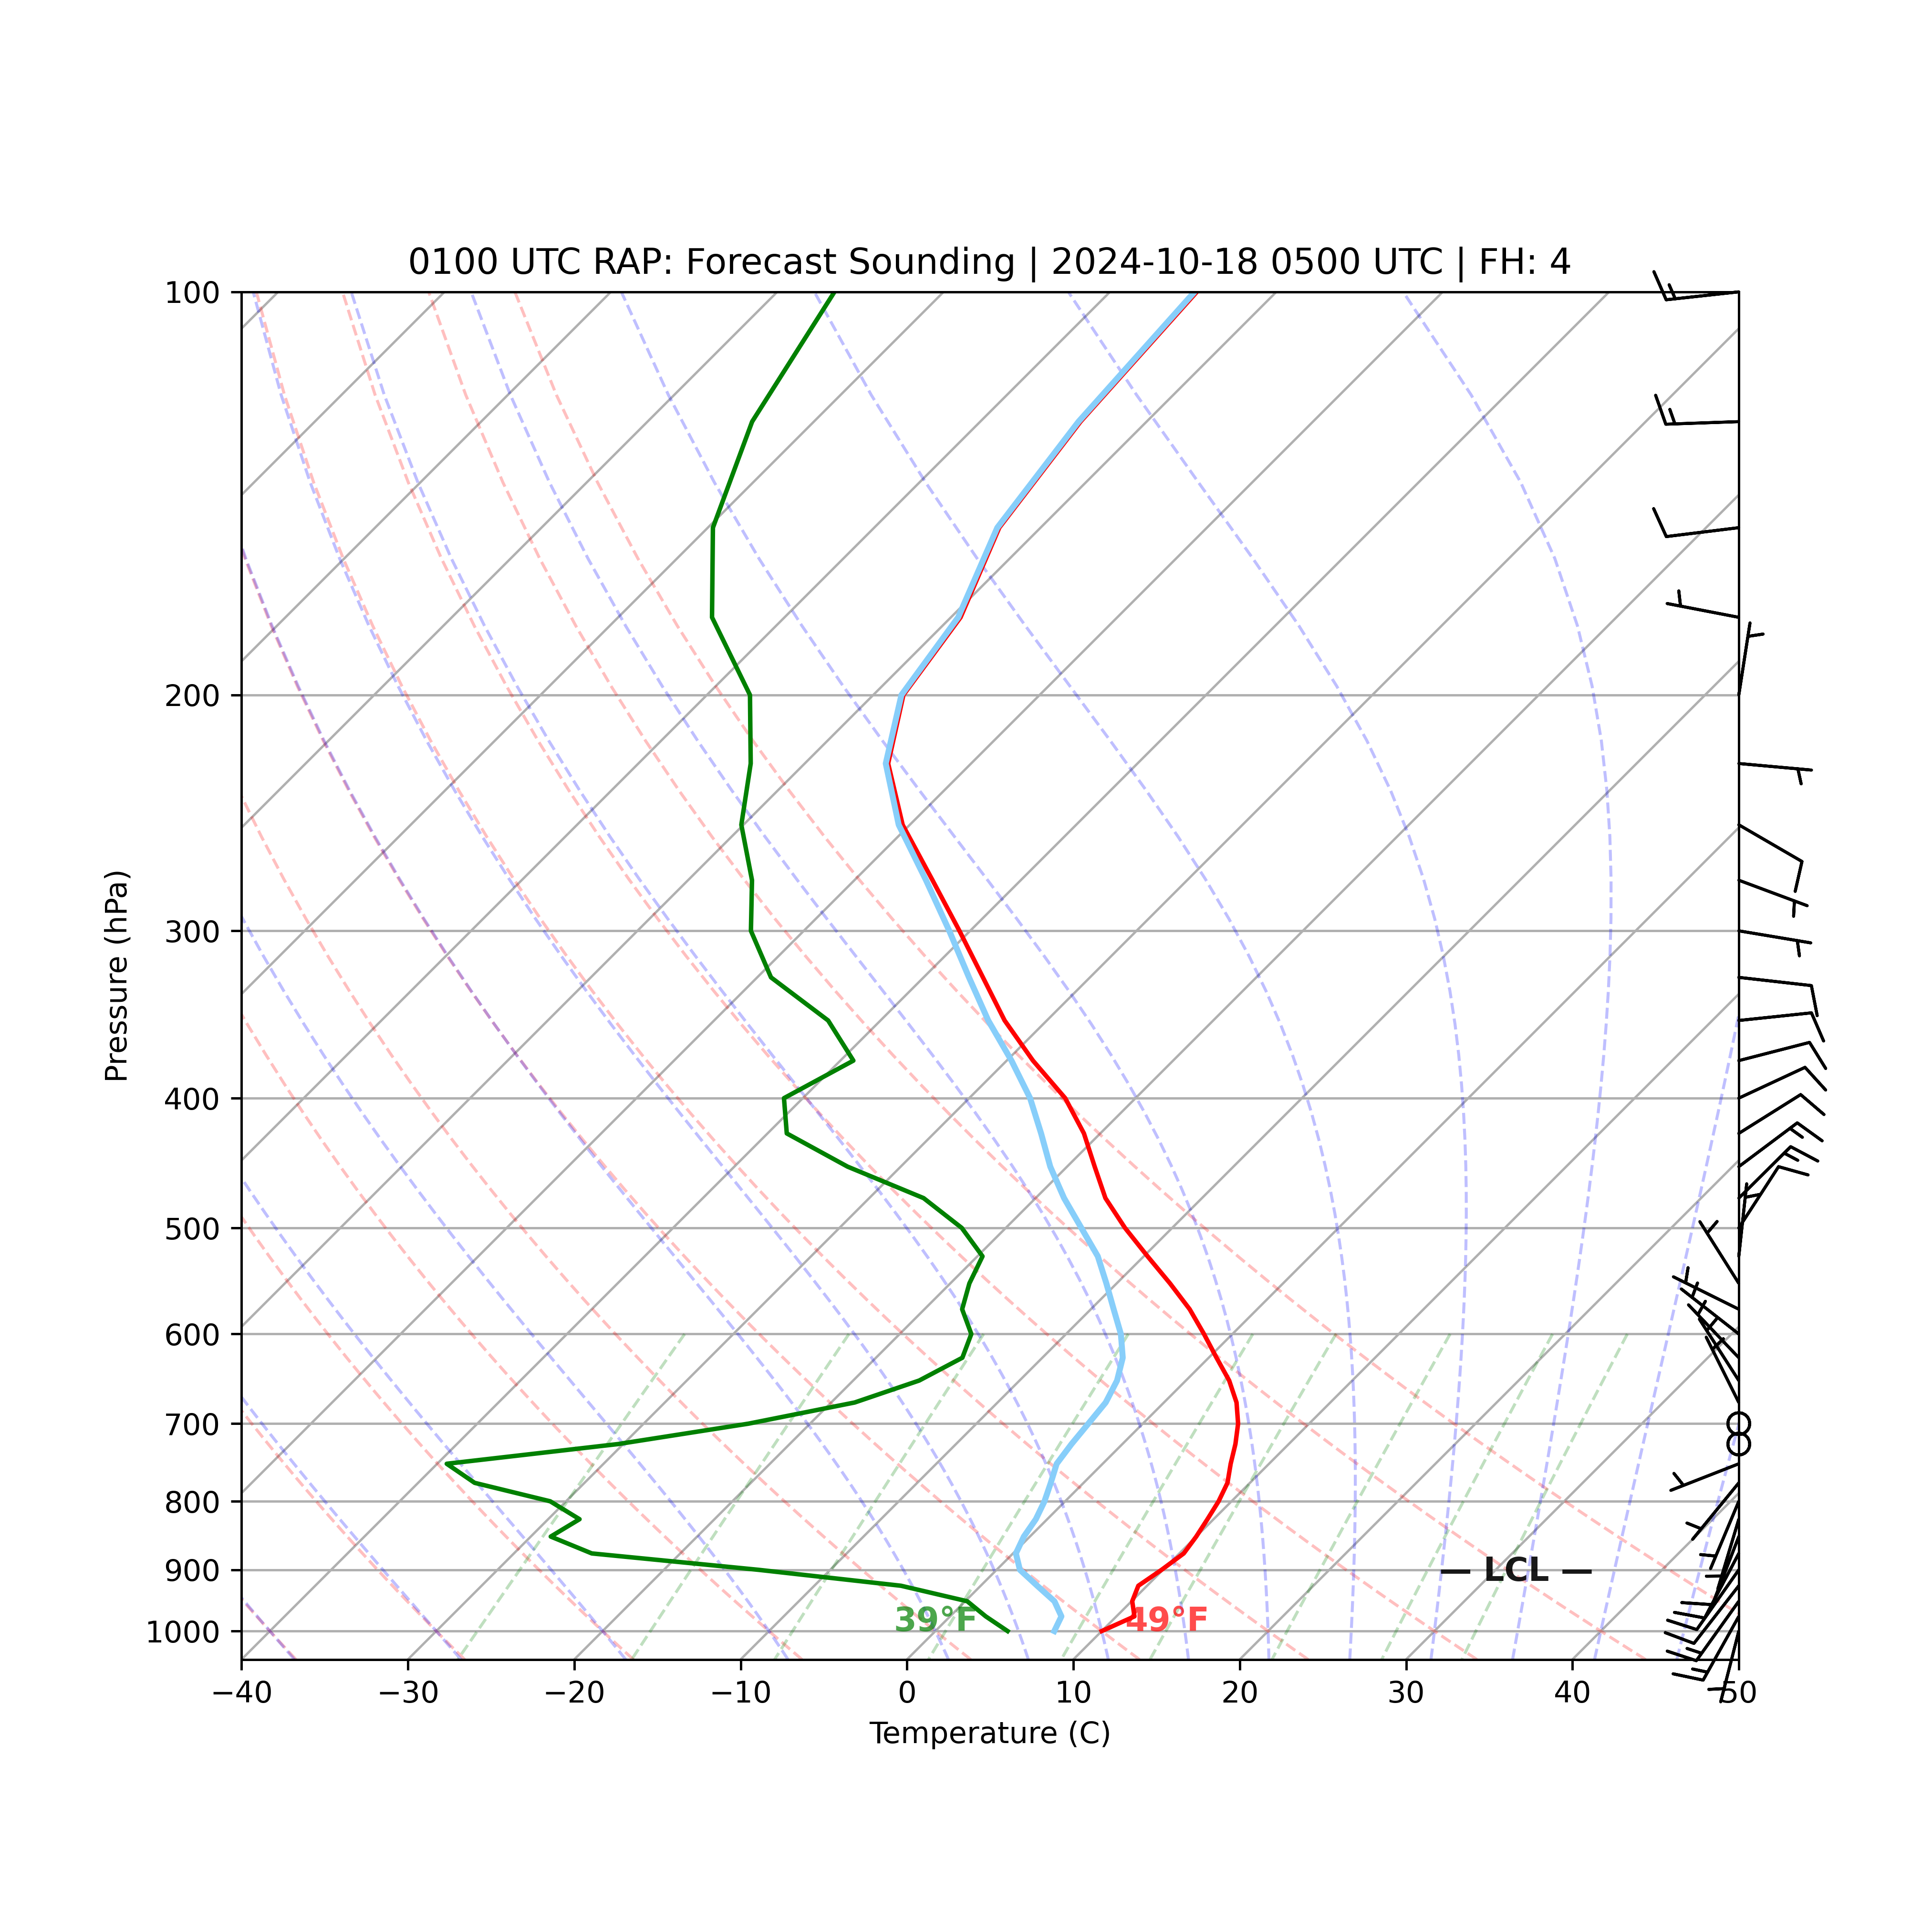 0100 UTC RAP: Forecast Sounding | 2024-10-18 0500 UTC | FH: 4
100
200
300
400
500
600
700
800
900
1000
Pressure (hPa)
— LCL —
39°F
49°F
−40 −30 −20 −10 0 10 20 30 40 50
Temperature (C)